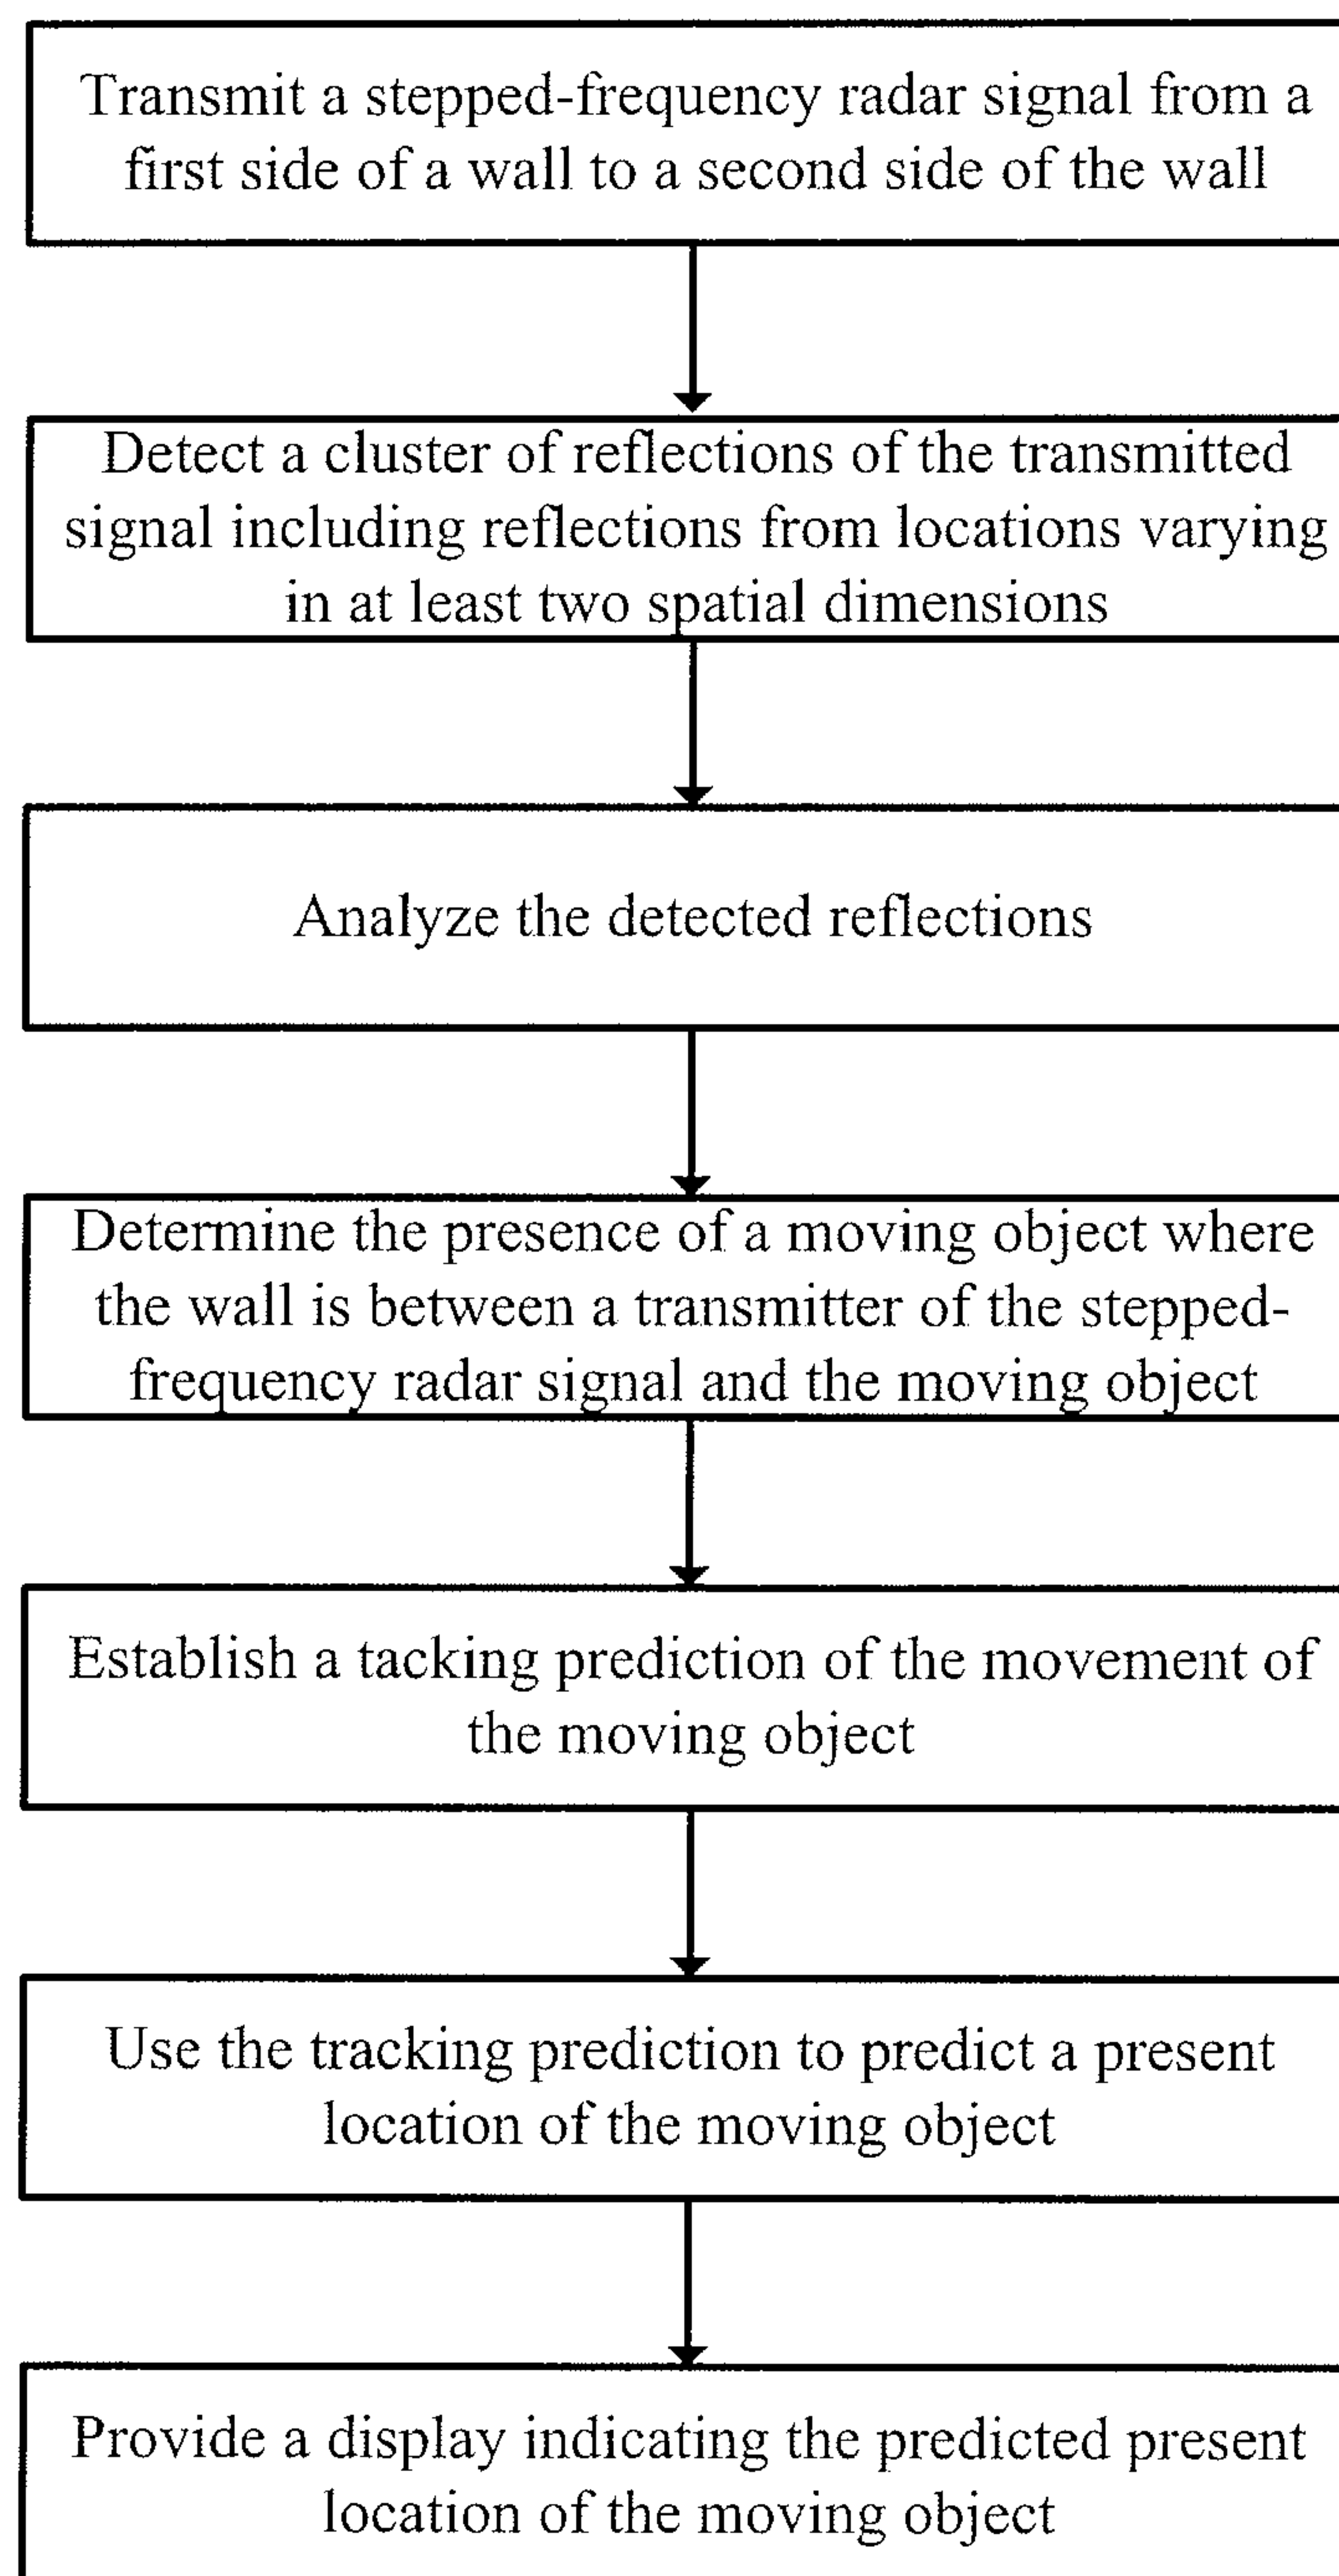 Transmit a stepped-frequency radar signal from a
first side of a wall to a second side of the wall
Detect a cluster of reflections of the transmitted
signal including reflections from locations varying
in at least two spatial dimensions
Analyze the detected reflections
Determine the presence of a moving object where
the wall is between a transmitter of the stepped-
frequency radar signal and the moving object
Establish a tacking prediction of the movement of
the moving object
Use the tracking prediction to predict a present
location of the moving object
Provide a display indicating the predicted present
location of the moving object